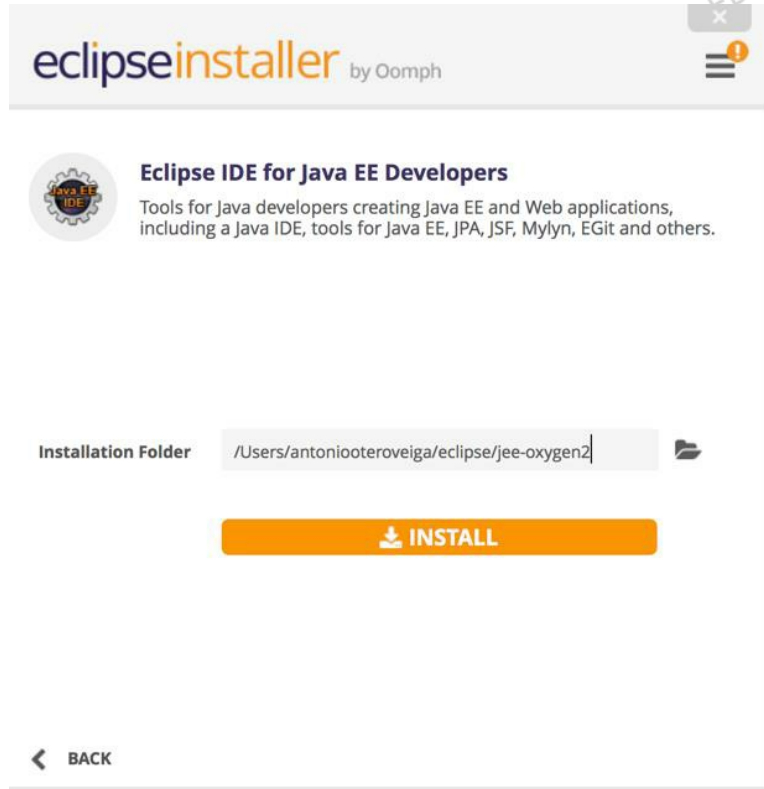 eclipseinstaller by Oomph
Eclipse IDE for Java EE Developers
Java EE
IDE
Tools for Java developers creating Java EE and Web applications,
including a Java IDE, tools for Java EE, JPA, JSF, Mylyn, EGit and others.
Installation Folder /Users/antoniooteroveiga/eclipse/jee-oxygen2
INSTALL
BACK